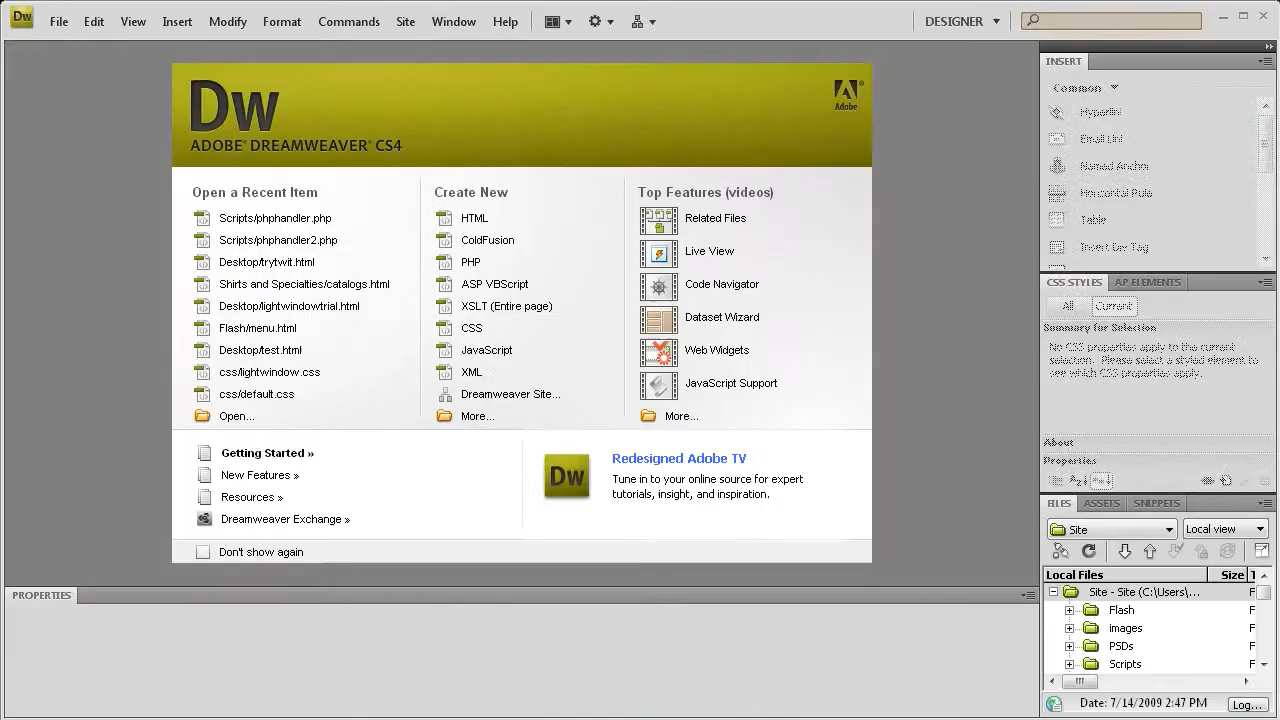 Dw File Edit View Insert Modify Format Commands Site Window Help DESIGNER
Dw
Adobe
ADOBE® DREAMWEAVER® CS4
Open a Recent Item
Scripts/phphandler.php
Scripts/phphandler2.php
Desktop/trytwit.html
Shirts and Specialties/catalogs.html
Desktop/lightwindowtrial.html
Flash/menu.html
Desktop/test.html
css/lightwindow.css
css/default.css
Open...
Create New
HTML
ColdFusion
PHP
ASP VBScript
XSLT (Entire page)
CSS
JavaScript
XML
Dreamweaver Site...
More...
Top Features (videos)
Related Files
Live View
Code Navigator
Dataset Wizard
Web Widgets
JavaScript Support
More...
Getting Started »
New Features »
Resources »
Dreamweaver Exchange »
Dw
Redesigned Adobe TV
Tune in to your online source for expert
tutorials, insight, and inspiration.
Don't show again
PROPERTIES
INSERT
Common
Hyperlink
Email Link
Named Anchor
Horizontal Rule
Table
Insert Div Tag
CSS STYLES AP ELEMENTS
All Current
Summary for Selection
No CSS properties apply to the current
selection. Please select a styled element to
see which CSS properties apply.
About
Properties
FILES ASSETS SNIPPETS
Site Local view
Local Files Size T
Site - Site (C:\Users\... F
Flash F
images F
PSDs F
Scripts F
Date: 7/14/2009 2:47 PM Log...